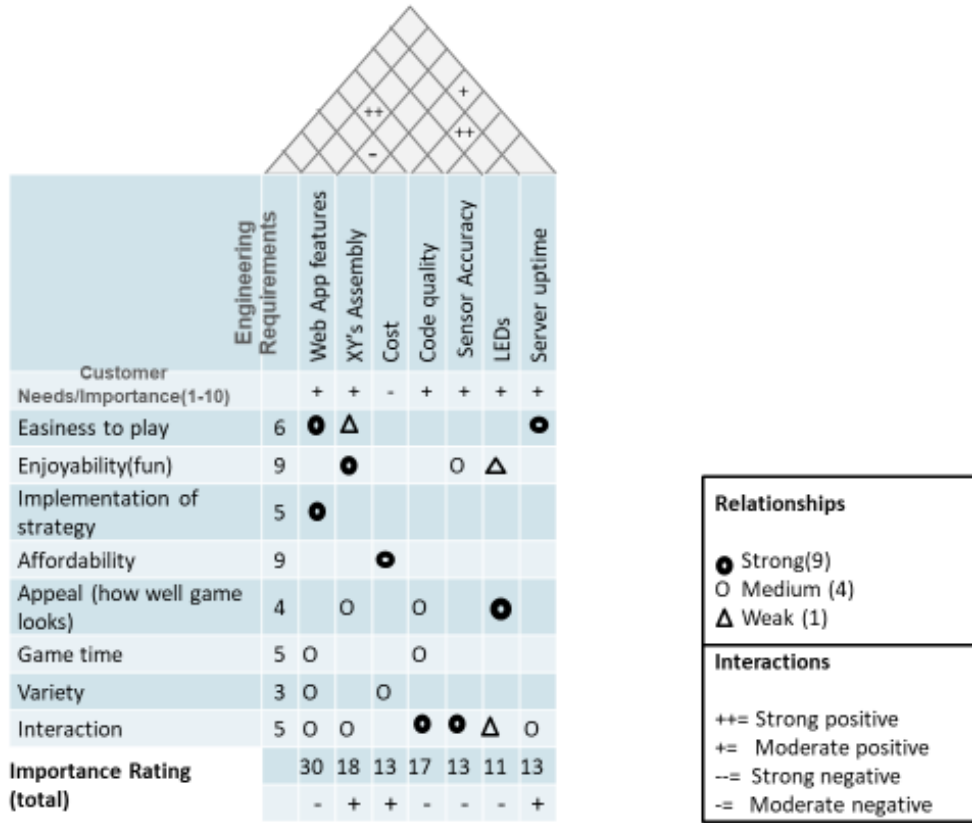 +
++
++
-
Engineering
Requirements
Web App features
XY's Assembly
Cost
Code quality
Sensor Accuracy
LEDs
Server uptime
Customer
Needs/Importance(1-10)
+ + - + + + +
Easiness to play 6
Enjoyability(fun) 9 O
Implementation of
strategy 5
Affordability 9
Appeal (how well game
looks) 4 O O
Game time 5 O O
Variety 3 O O
Interaction 5 O O O
Importance Rating
(total) 30 18 13 17 13 11 13
- + + - - - +
Relationships
Strong(9)
O Medium (4)
Δ Weak (1)
Interactions
++= Strong positive
+= Moderate positive
--= Strong negative
-= Moderate negative